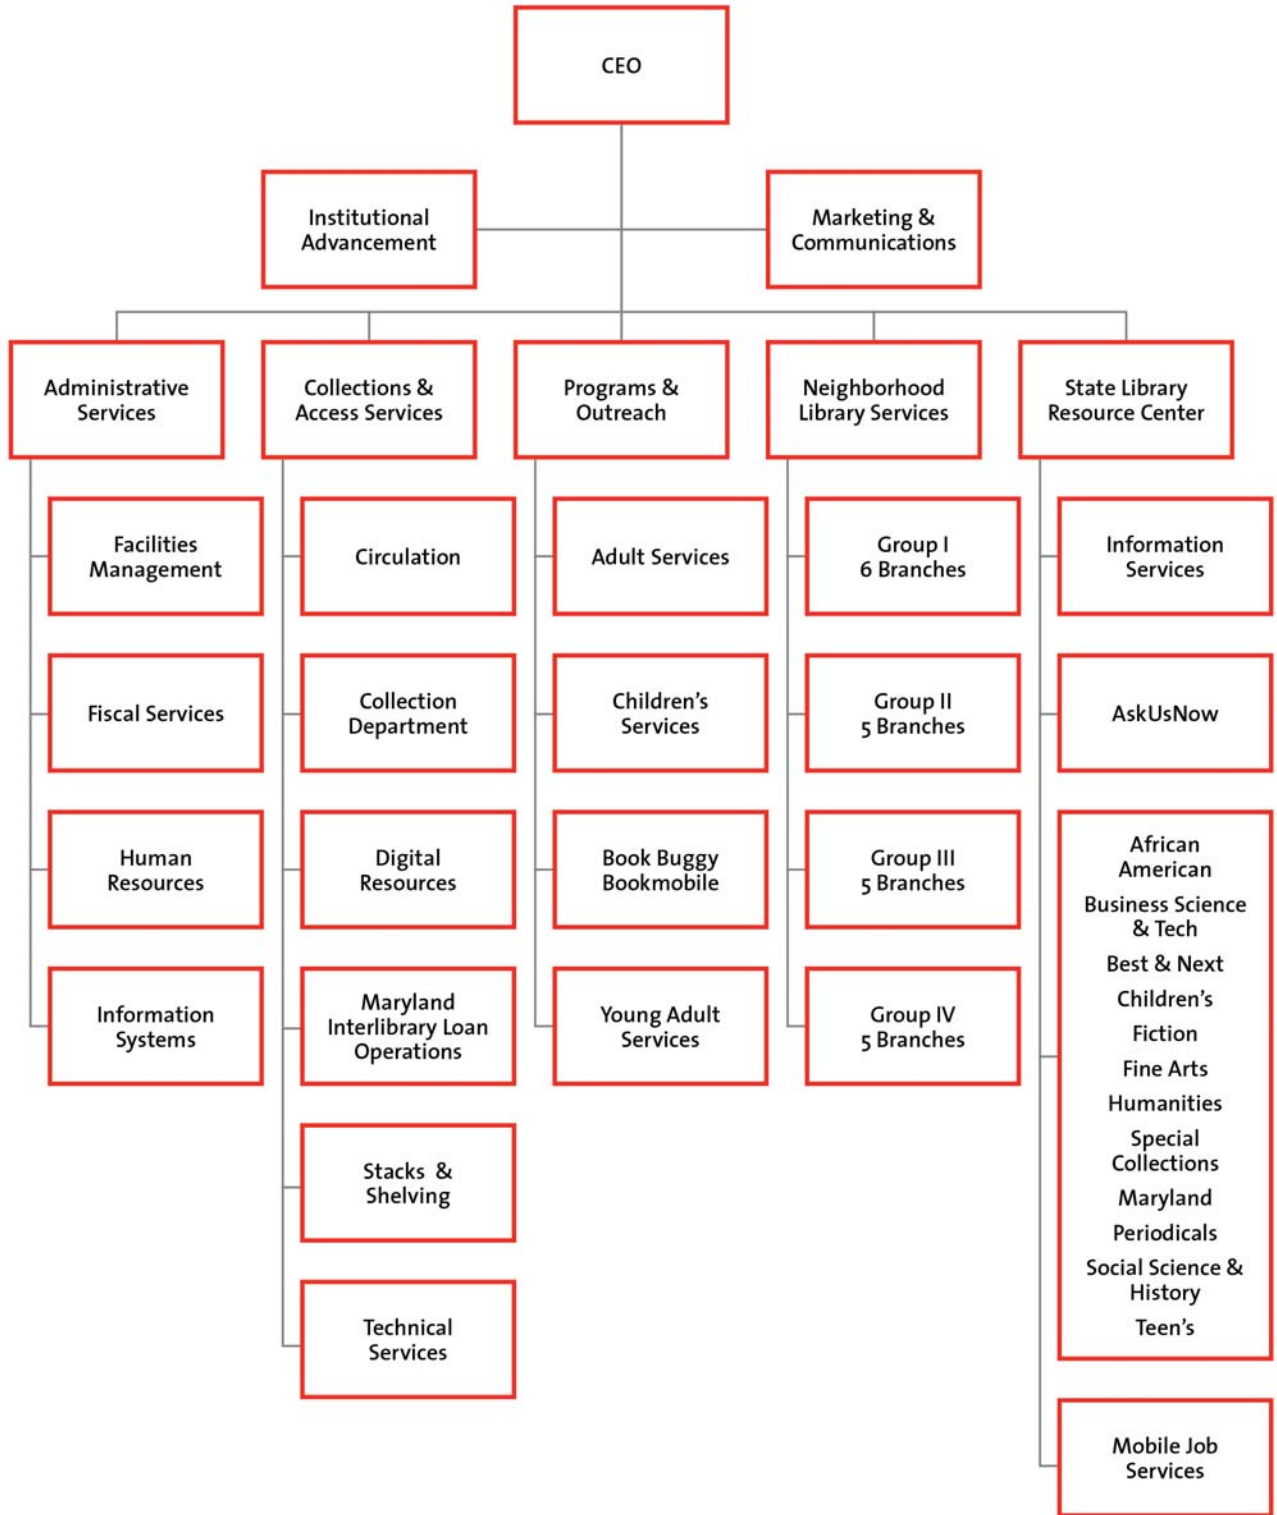 CEO
Institutional
Advancement
Marketing &
Communications
Administrative
Services
Collections &
Access Services
Programs &
Outreach
Neighborhood
Library Services
State Library
Resource Center
Facilities
Management
Fiscal Services
Human
Resources
Information
Systems
Circulation
Collection
Department
Digital
Resources
Maryland
Interlibrary Loan
Operations
Stacks &
Shelving
Technical
Services
Adult Services
Children's
Services
Book Buggy
Bookmobile
Young Adult
Services
Group I
6 Branches
Group II
5 Branches
Group III
5 Branches
Group IV
5 Branches
Information
Services
AskUsNow
African
American
Business Science
& Tech
Best & Next
Children's
Fiction
Fine Arts
Humanities
Special
Collections
Maryland
Periodicals
Social Science &
History
Teen's
Mobile Job
Services